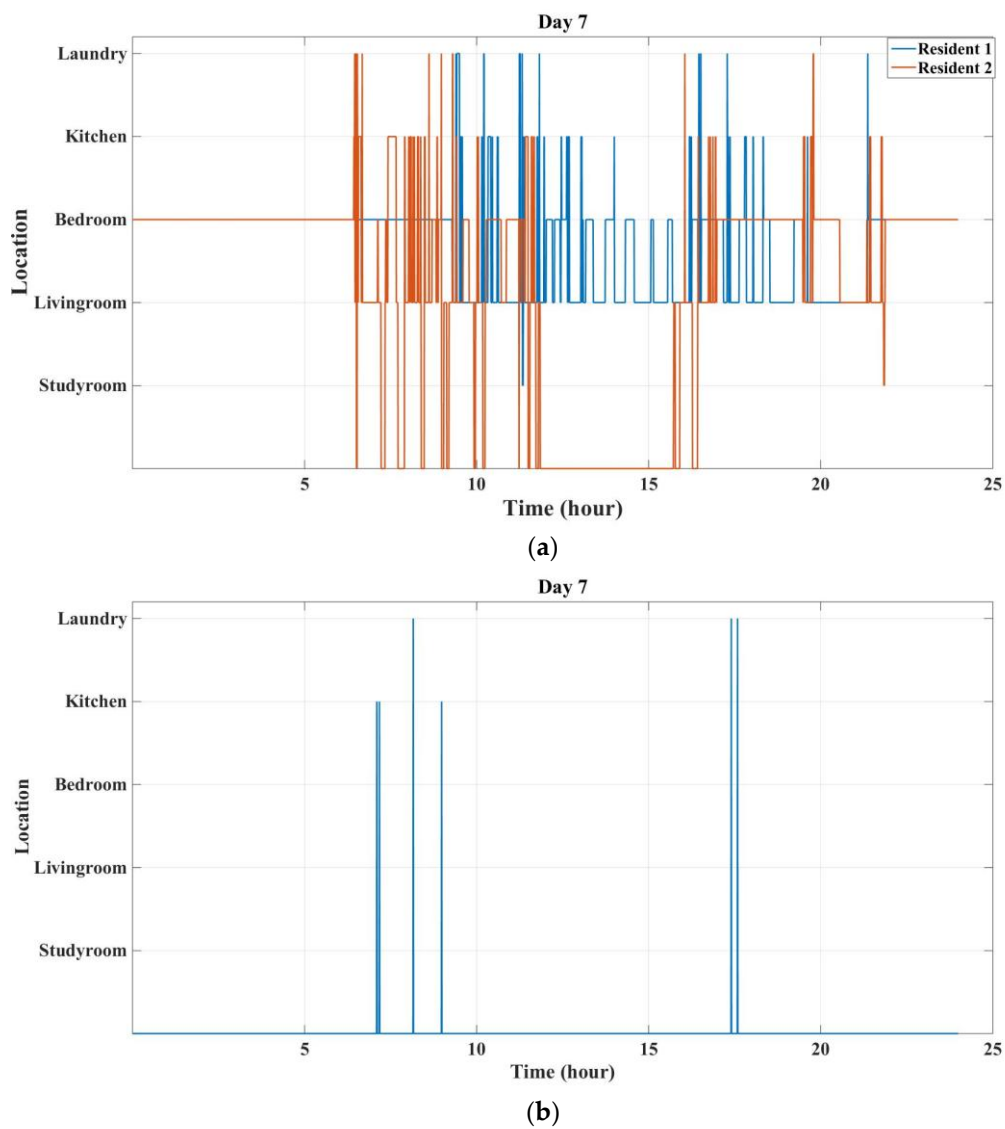 Day 7
Resident 1
Resident 2
Laundry
Kitchen
Bedroom
Livingroom
Studyroom
Location
5 10 15 20 25
Time (hour)
(a)
Day 7
Laundry
Kitchen
Bedroom
Livingroom
Studyroom
Location
5 10 15 20 25
Time (hour)
(b)